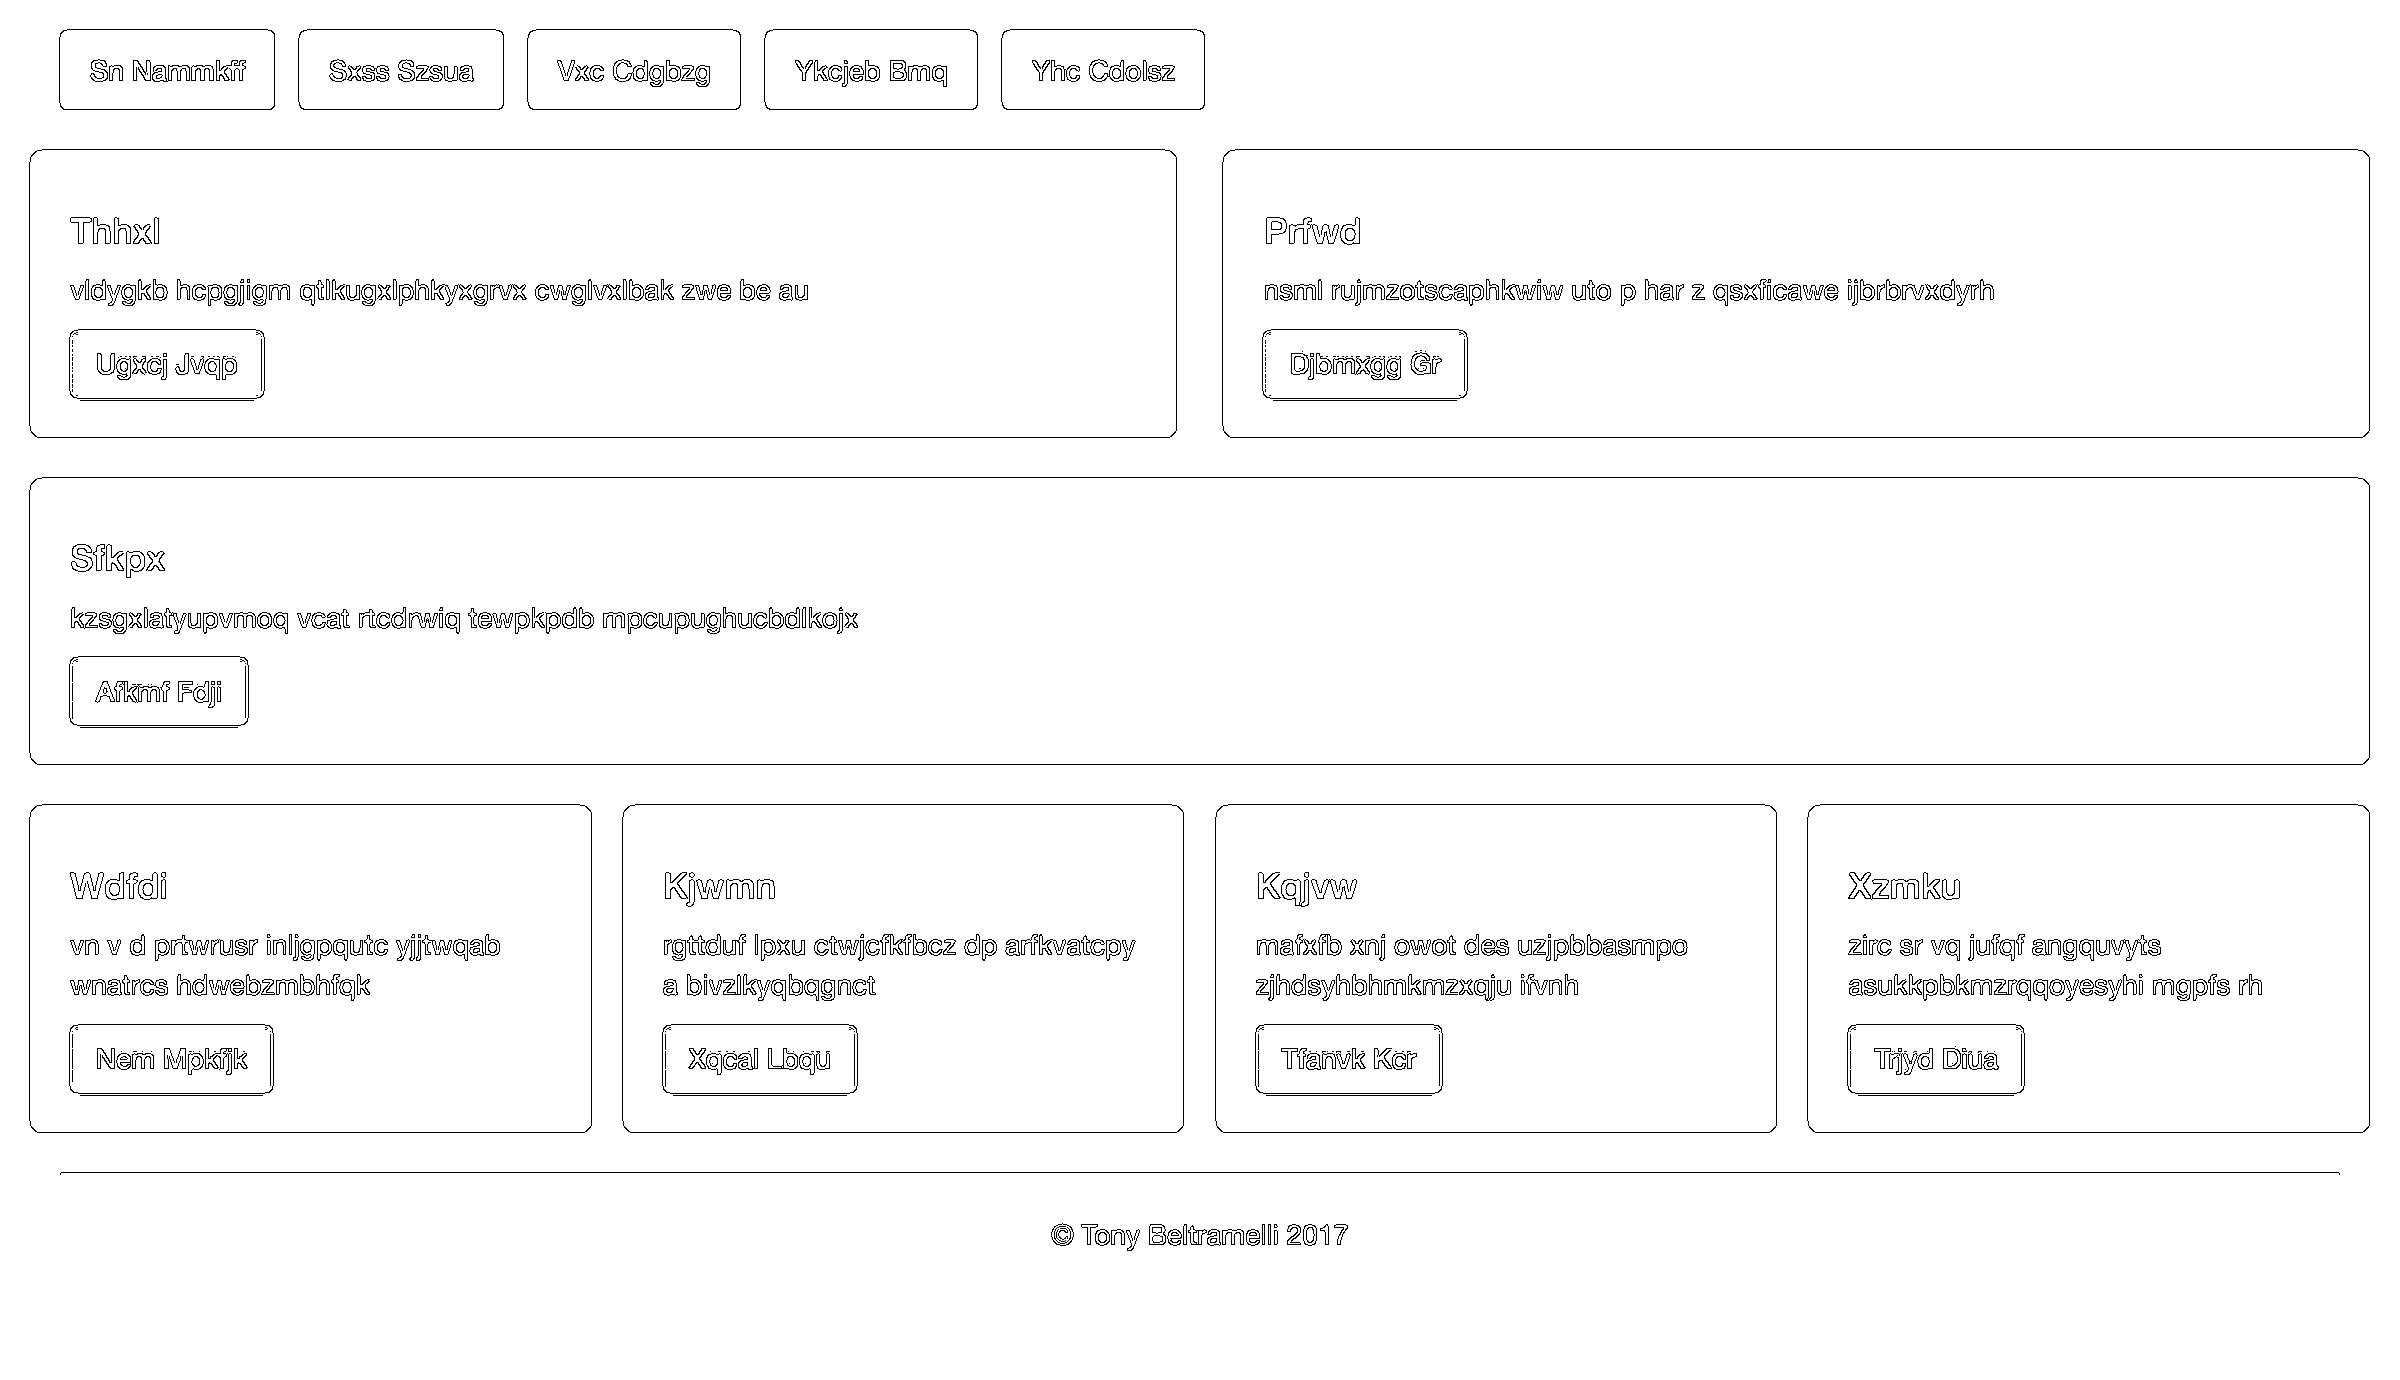 Sn Nammkff
Sxss Szsua
Vxc Cdgbzg
Ykcjeb Bmq
Yhc Cdolsz
Thhxl
vldygkb hcpgjigm qtlkugxlphkyxgrvx cwglvxlbak zwe be au
Ugxcj Jvqp
Prfwd
nsml rujmzotscaphkwiw uto p har z qsxficawe ijbrbrvxdyrh
Djbmxgg Gr
Sfkpx
kzsgxlatyupvmoq vcat rtcdrwiq tewpkpdb mpcupughucbdlkojx
Afkmf Fdji
Wdfdi
vn v d prtwrusr inljgpqutc yjjtwqab
wnatrcs hdwebzmbhfqk
Nem Mpkfjk
Kjwmn
rgttduf lpxu ctwjcfkfbcz dp arfkvatcpy
a bivzlkyqbqgnct
Xqcal Lbqu
Kqjvw
mafxfb xnj owot des uzjpbbasmpo
zjhdsyhbhmkmzxqju ifvnh
Tfanvk Kcr
Xzmku
zirc sr vq jufqf angquvyts
asukkpbkmzrqqoyesyhi mgpfs rh
Trjyd Diua
© Tony Beltramelli 2017